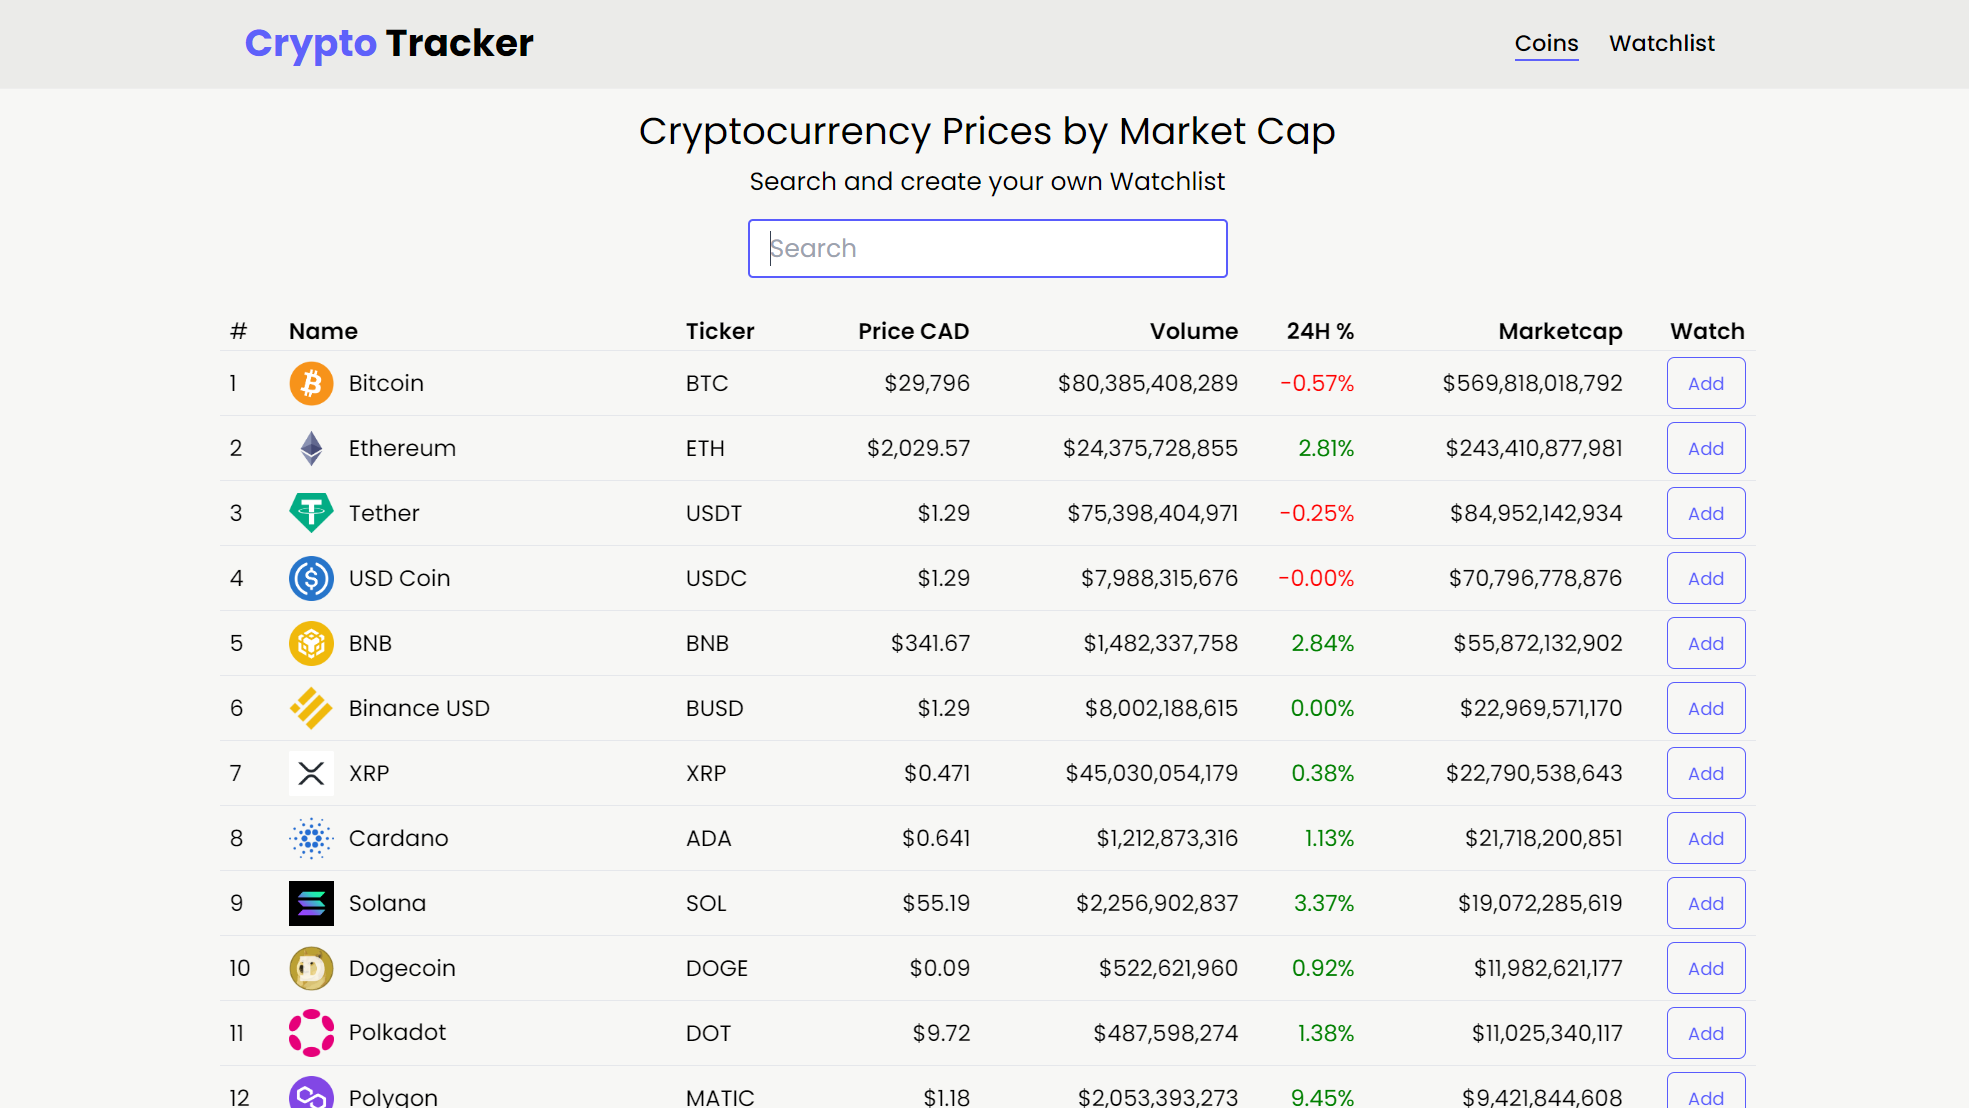 Crypto Tracker Coins Watchlist
Cryptocurrency Prices by Market Cap
Search and create your own Watchlist
Search
# Name Ticker Price CAD Volume 24H % Marketcap Watch
1 Bitcoin BTC $29,796 $80,385,408,289 -0.57% $569,818,018,792 Add
2 Ethereum ETH $2,029.57 $24,375,728,855 2.81% $243,410,877,981 Add
3 Tether USDT $1.29 $75,398,404,971 -0.25% $84,952,142,934 Add
4 USD Coin USDC $1.29 $7,988,315,676 -0.00% $70,796,778,876 Add
5 BNB BNB $341.67 $1,482,337,758 2.84% $55,872,132,902 Add
6 Binance USD BUSD $1.29 $8,002,188,615 0.00% $22,969,571,170 Add
7 XRP XRP $0.471 $45,030,054,179 0.38% $22,790,538,643 Add
8 Cardano ADA $0.641 $1,212,873,316 1.13% $21,718,200,851 Add
9 Solana SOL $55.19 $2,256,902,837 3.37% $19,072,285,619 Add
10 Dogecoin DOGE $0.09 $522,621,960 0.92% $11,982,621,177 Add
11 Polkadot DOT $9.72 $487,598,274 1.38% $11,025,340,117 Add
12 Polygon MATIC $1.18 $2,053,393,273 9.45% $9,421,844,608 Add